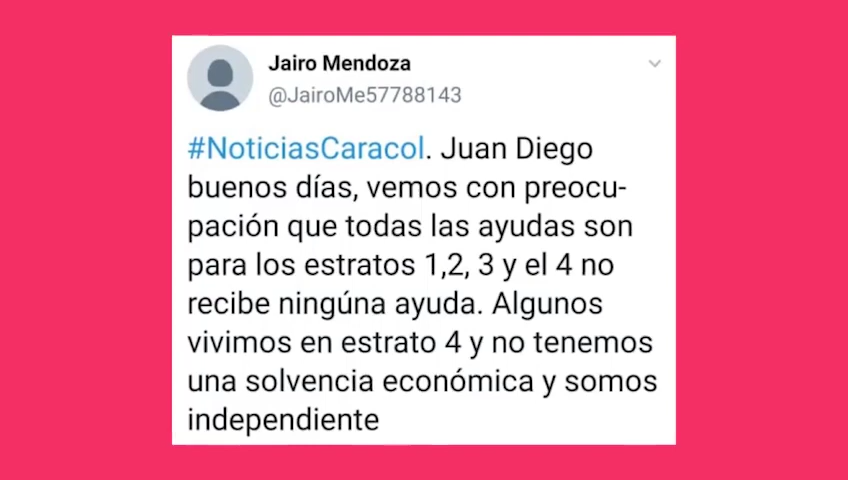 Jairo Mendoza
@JairoMe57788143
#NoticiasCaracol. Juan Diego
buenos días, vemos con preocu-
pación que todas las ayudas son
para los estratos 1,2, 3 y el 4 no
recibe ningúna ayuda. Algunos
vivimos en estrato 4 y no tenemos
una solvencia económica y somos
independiente